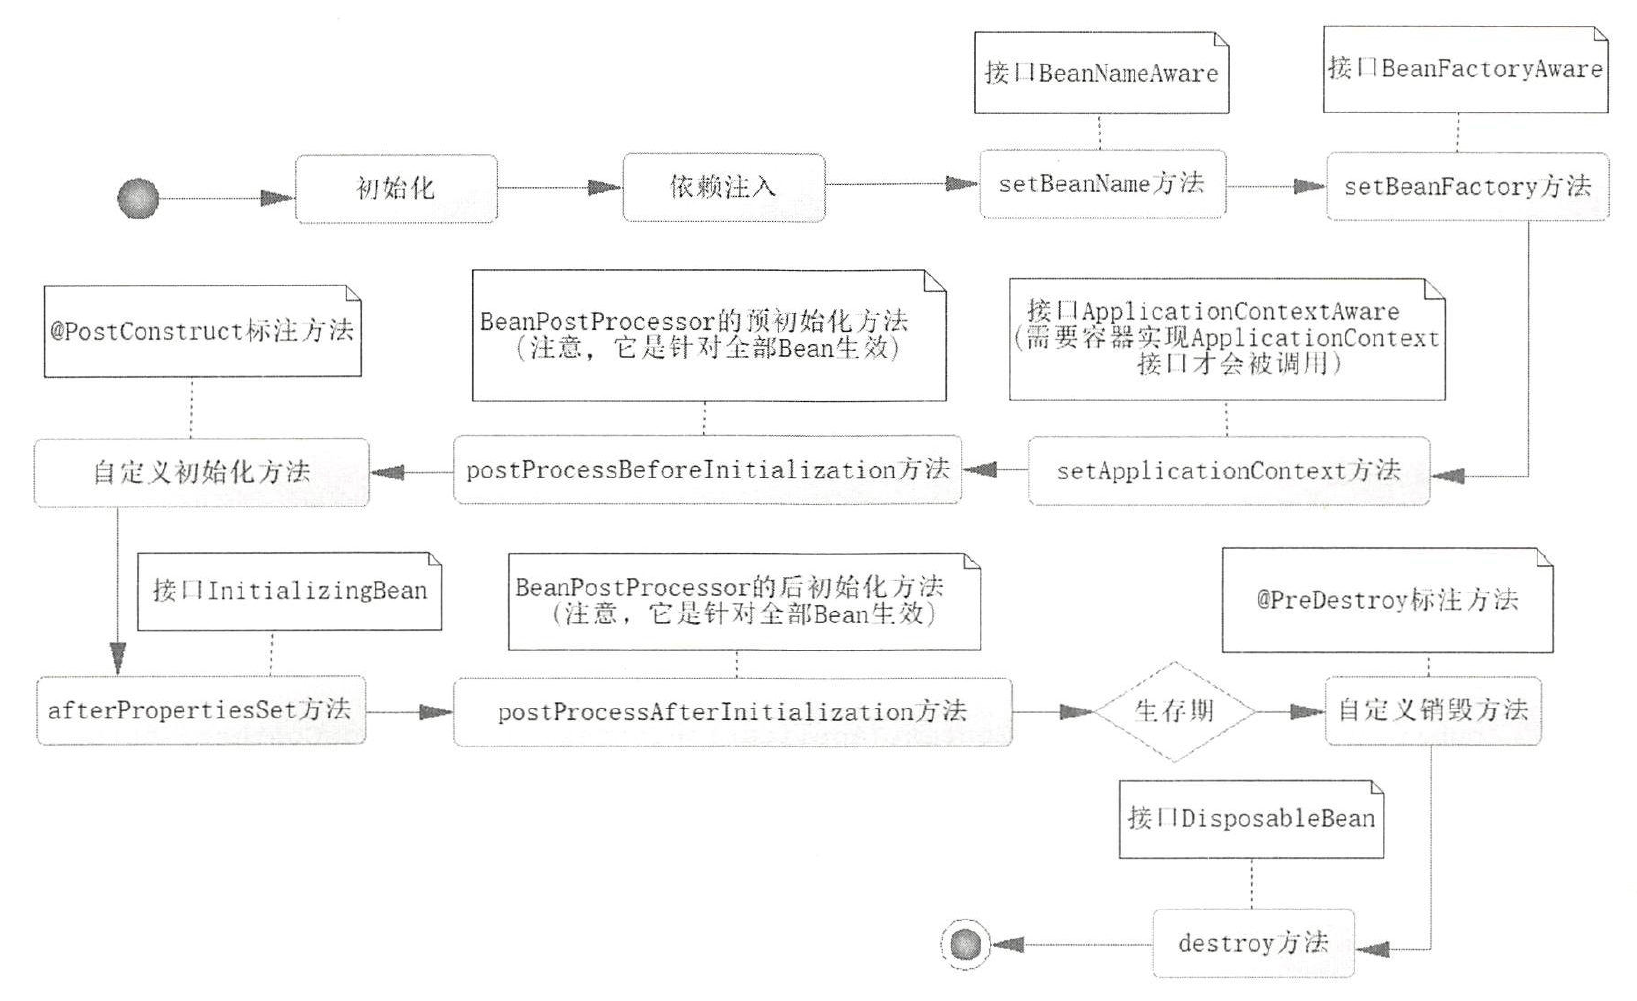 接口BeanNameAware
接口BeanFactoryAware
初始化
依赖注入
setBeanName方法
setBeanFactory方法
@PostConstruct标注方法
BeanPostProcessor的预初始化方法
(注意，它是针对全部Bean生效)
接口ApplicationContextAware
(需要容器实现ApplicationContext
接口才会被调用)
自定义初始化方法
postProcessBeforeInitialization方法
setApplicationContext方法
接口InitializingBean
BeanPostProcessor的后初始化方法
(注意，它是针对全部Bean生效)
@PreDestroy标注方法
afterPropertiesSet方法
postProcessAfterInitialization方法
生存期
自定义销毁方法
接口DisposableBean
destroy方法